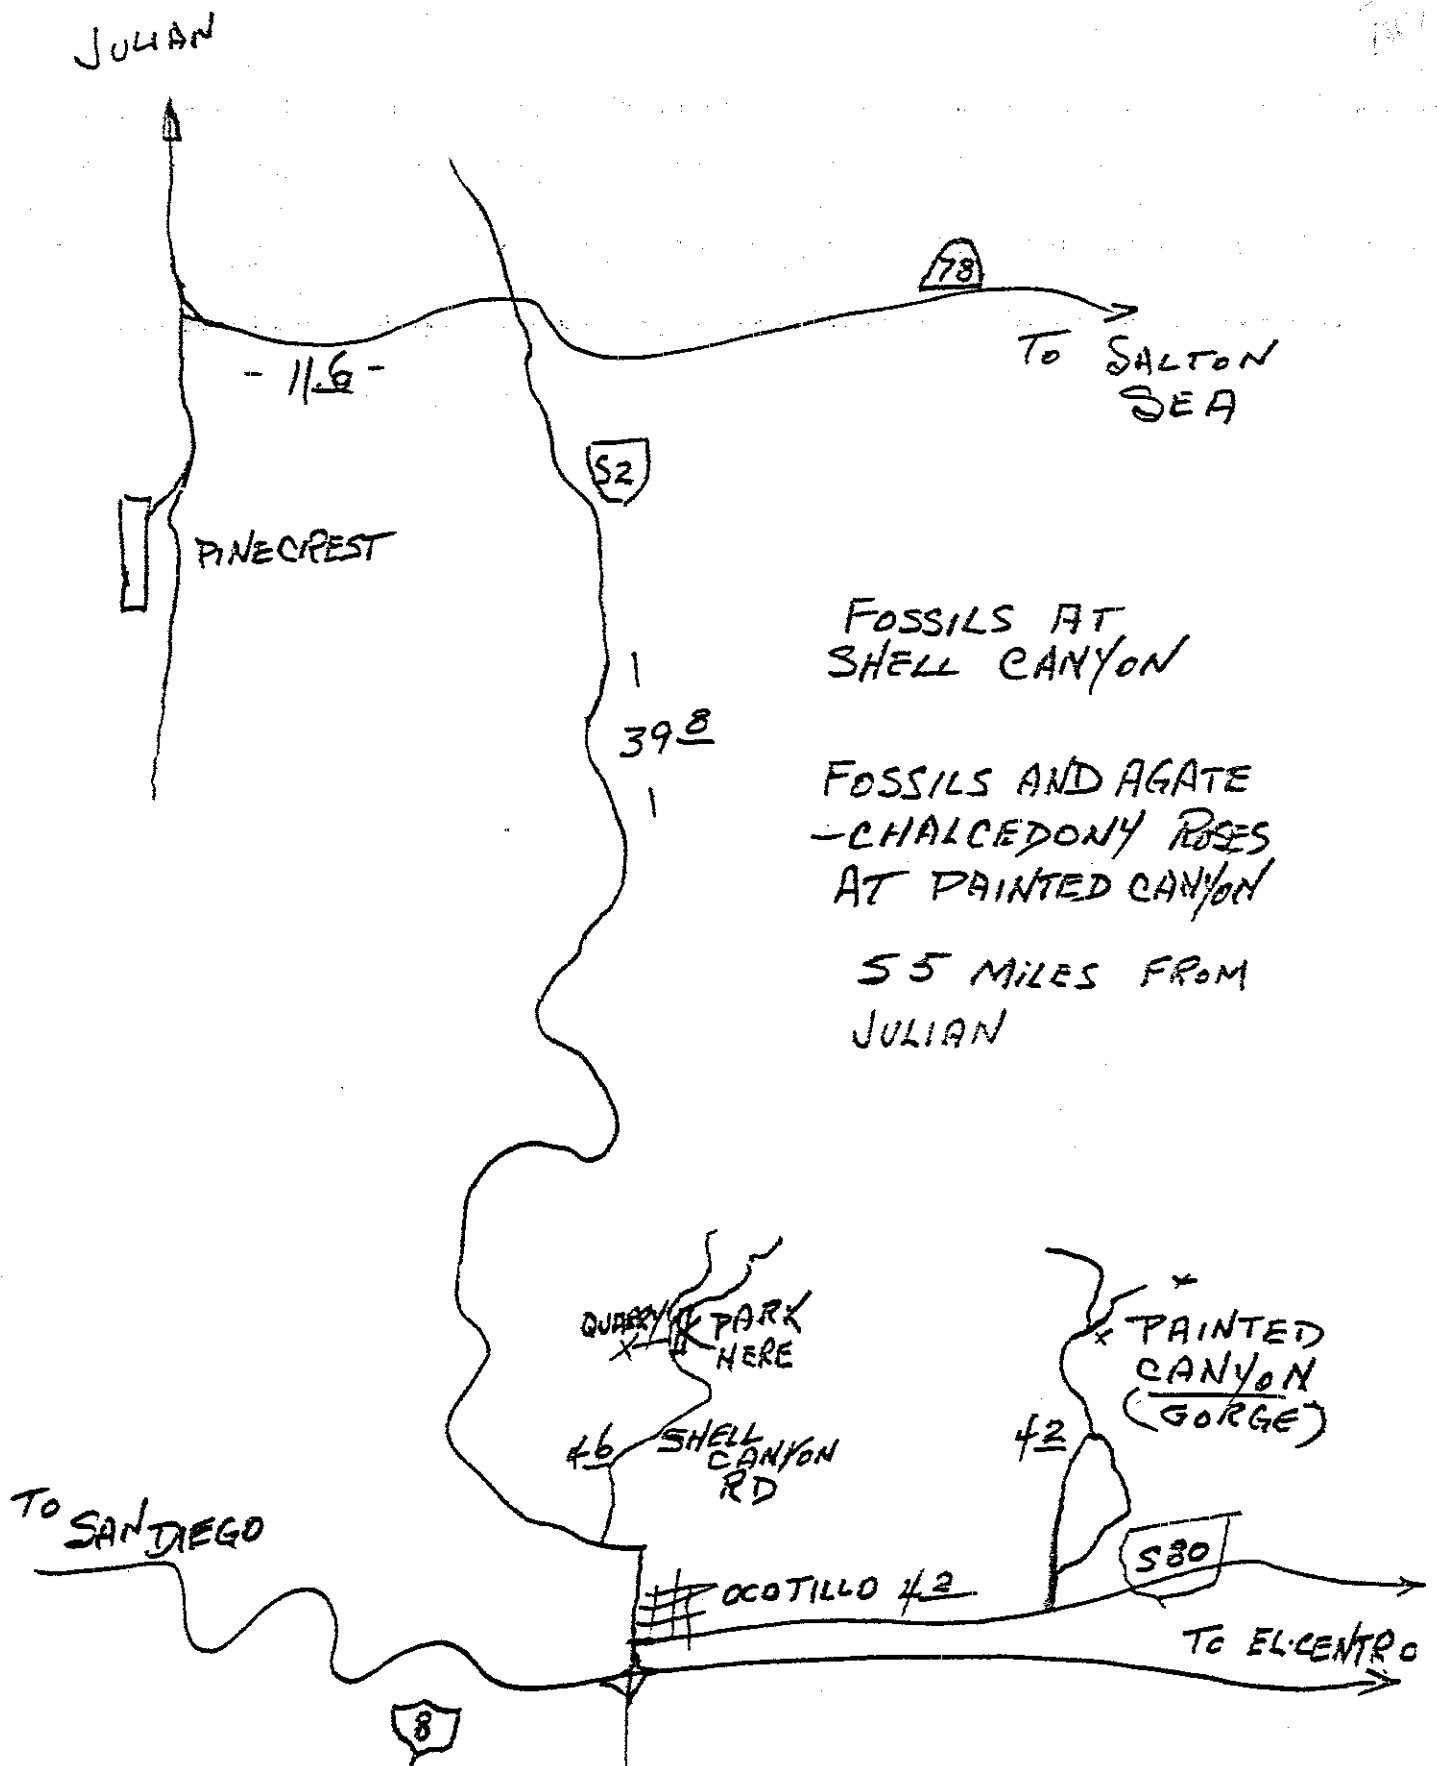 JULIAN
78
TO SALTON
SEA
- 11.6 -
S2
PINECREST
FOSSILS AT
SHELL CANYON
39 8
FOSSILS AND AGATE
-CHALCEDONY ROSES
AT PAINTED CANYON
55 MILES FROM
JULIAN
QUARRY
X
PARK
HERE
X
X
PAINTED
CANYON
(GORGE)
4 6
SHELL
CANYON
RD
4 2
TO
SAN DIEGO
S80
OCOTILLO 4 2
TO EL.CENTRO
8